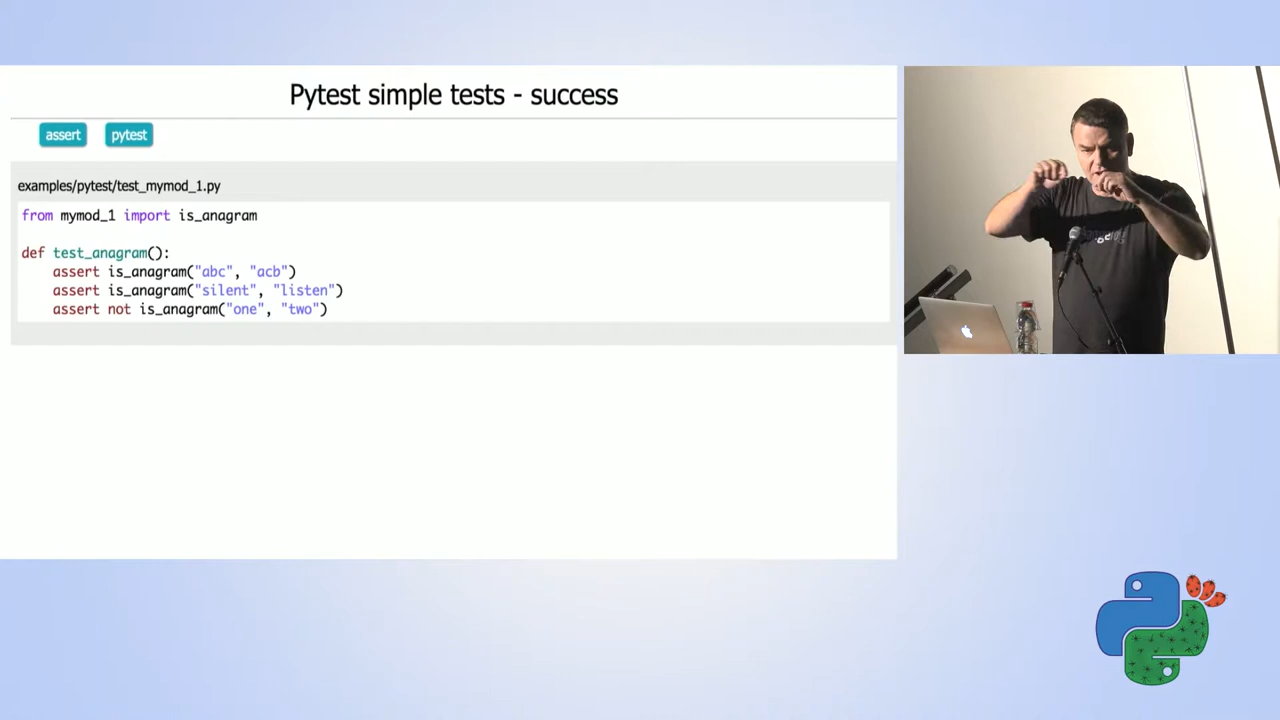 Pytest simple tests - success
assert pytest
examples/pytest/test_mymod_1.py
from mymod_1 import is_anagram
def test_anagram():
    assert is_anagram("abc", "acb")
    assert is_anagram("silent", "listen")
    assert not is_anagram("one", "two")